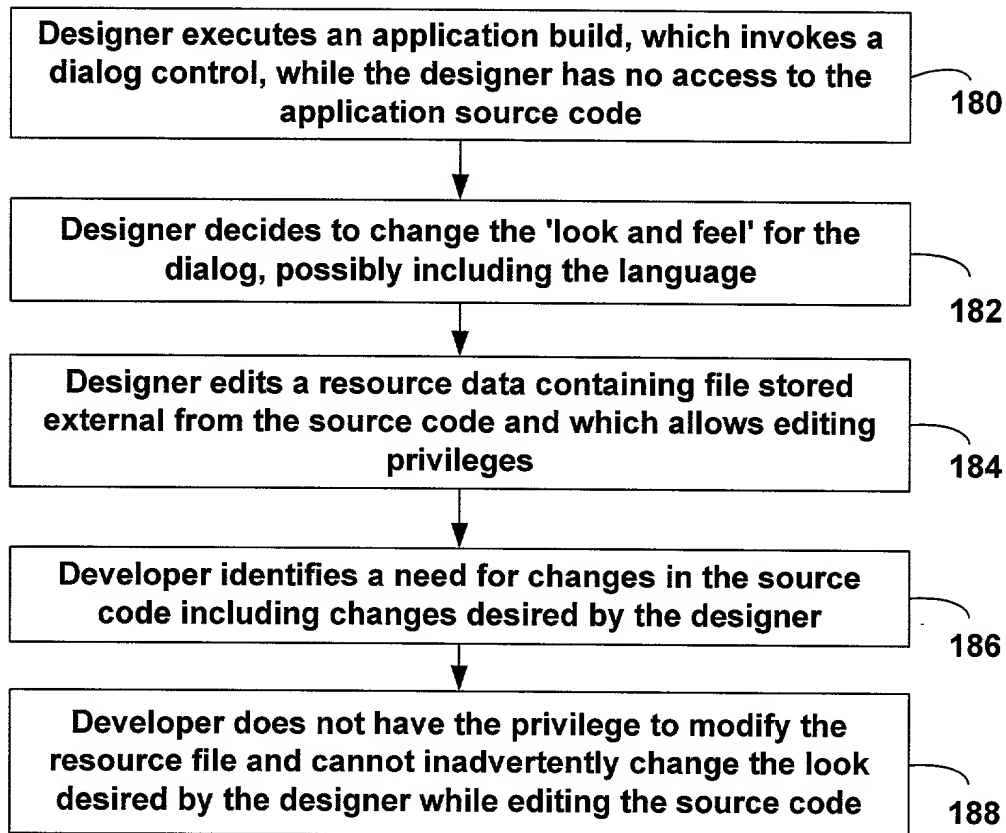 Designer executes an application build, which invokes a
dialog control, while the designer has no access to the
application source code
180
Designer decides to change the 'look and feel' for the
dialog, possibly including the language
182
Designer edits a resource data containing file stored
external from the source code and which allows editing
privileges
184
Developer identifies a need for changes in the source
code including changes desired by the designer
186
Developer does not have the privilege to modify the
resource file and cannot inadvertently change the look
desired by the designer while editing the source code
188